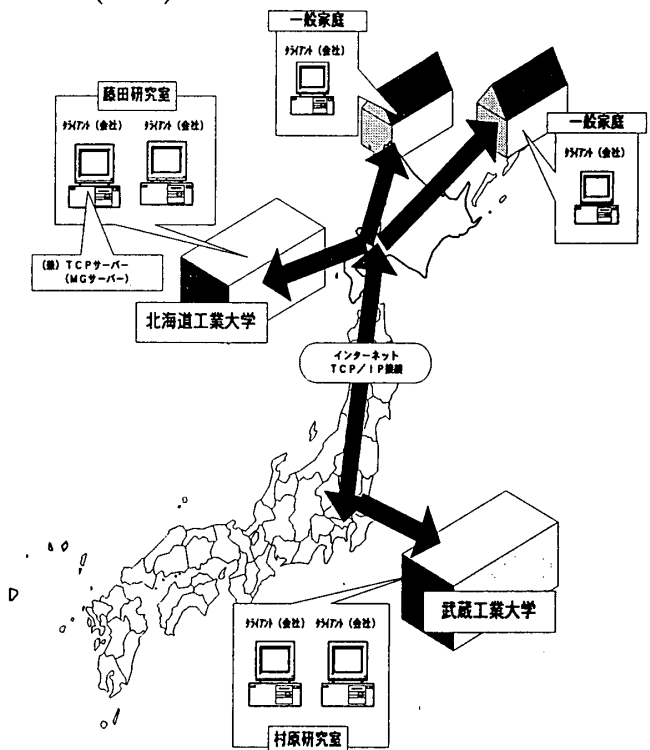 一般家庭
クライアント（会社）
藤田研究室
クライアント（会社） クライアント（会社）
一般家庭
クライアント（会社）
（兼）TCPサーバー
（MGサーバー）
北海道工業大学
インターネット
TCP／IP接続
武蔵工業大学
クライアント（会社） クライアント（会社）
村原研究室